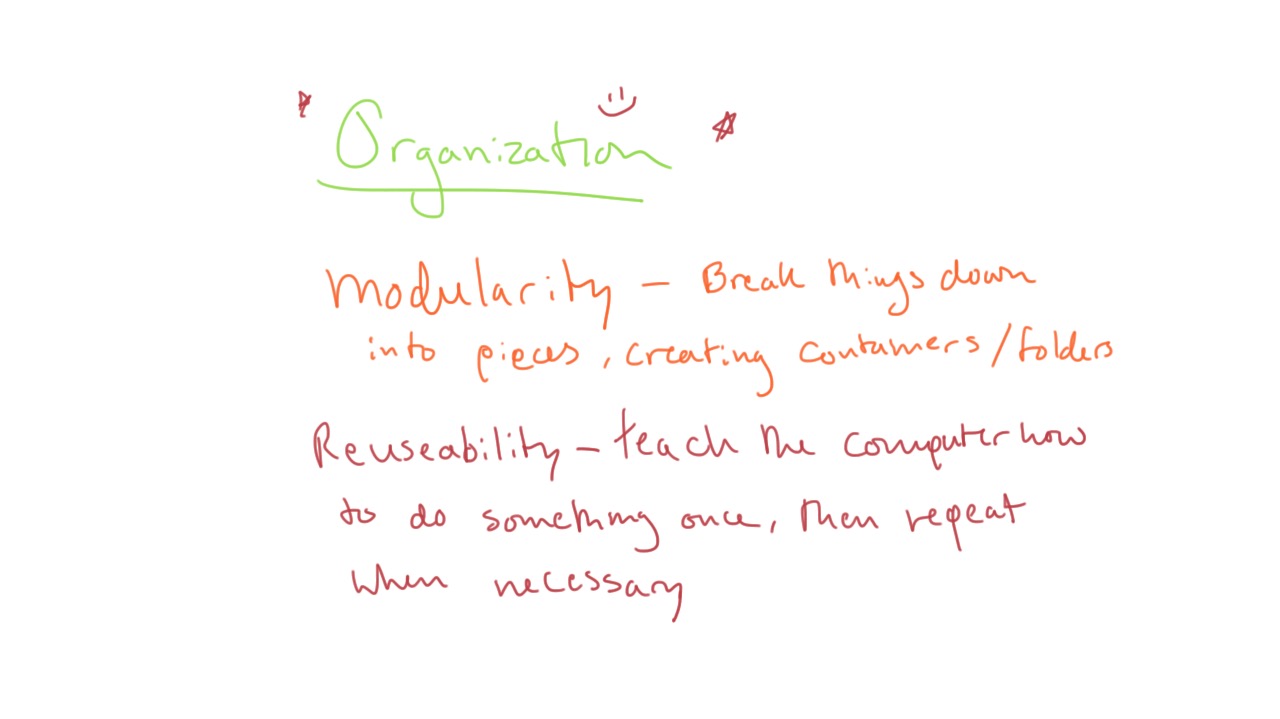 Organization
Modularity - Break things down
into pieces, creating containers/folders
Reuseability - teach the computer how
to do something once, then repeat
when necessary